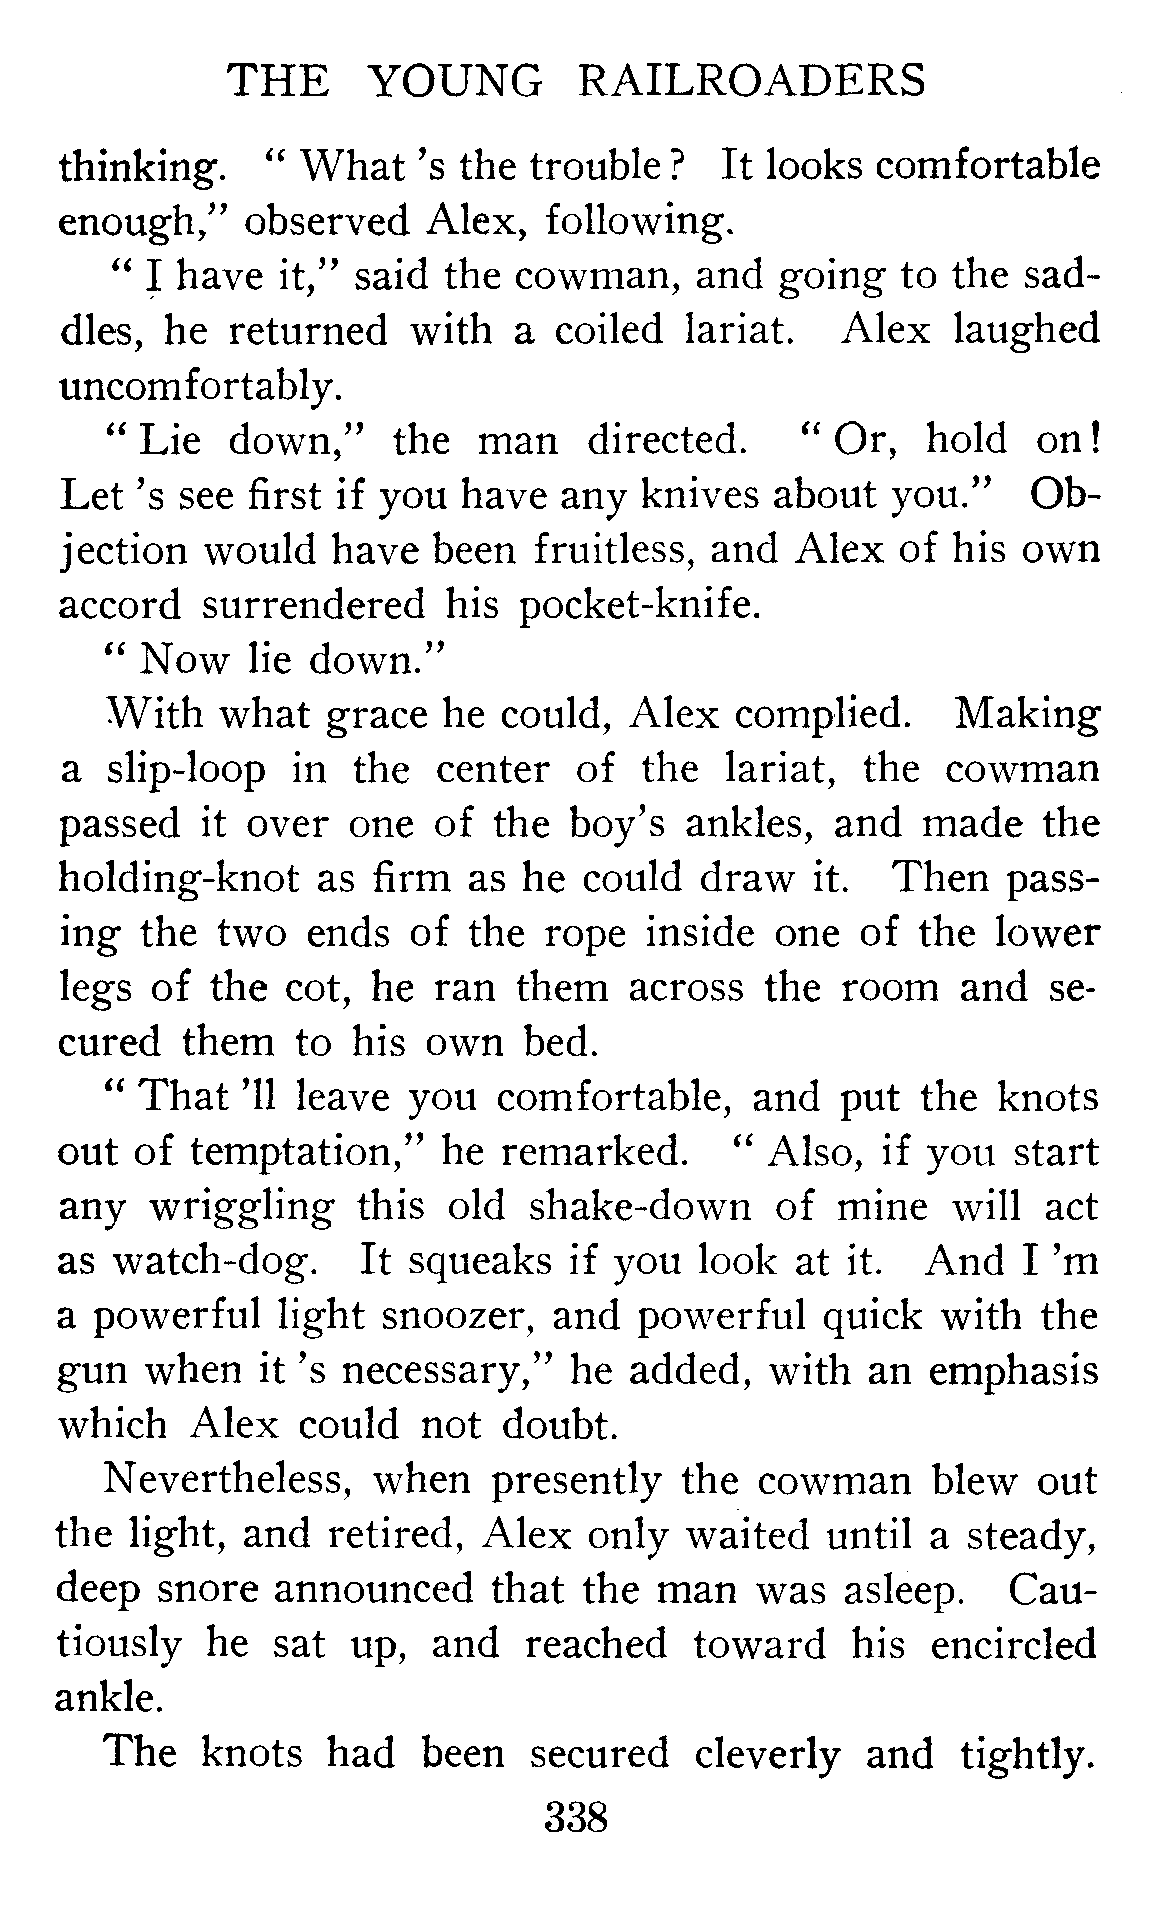 THE YOUNG RAILROADERS
thinking. “ What ’s the trouble ? It looks comfortable
enough,” observed Alex, following.
“ I have it,” said the cowman, and going to the sad-
dles, he returned with a coiled lariat. Alex laughed
uncomfortably.
“ Lie down,” the man directed. “ Or, hold on !
Let ’s see first if you have any knives about you.” Ob-
jection would have been fruitless, and Alex of his own
accord surrendered his pocket-knife.
“ Now lie down.”
With what grace he could, Alex complied. Making
a slip-loop in the center of the lariat, the cowman
passed it over one of the boy’s ankles, and made the
holding-knot as firm as he could draw it. Then pass-
ing the two ends of the rope inside one of the lower
legs of the cot, he ran them across the room and se-
cured them to his own bed.
“ That ’ll leave you comfortable, and put the knots
out of temptation,” he remarked. “ Also, if you start
any wriggling this old shake-down of mine will act
as watch-dog. It squeaks if you look at it. And I ’m
a powerful light snoozer, and powerful quick with the
gun when it ’s necessary,” he added, with an emphasis
which Alex could not doubt.
Nevertheless, when presently the cowman blew out
the light, and retired, Alex only waited until a steady,
deep snore announced that the man was asleep. Cau-
tiously he sat up, and reached toward his encircled
ankle.
The knots had been secured cleverly and tightly.
338